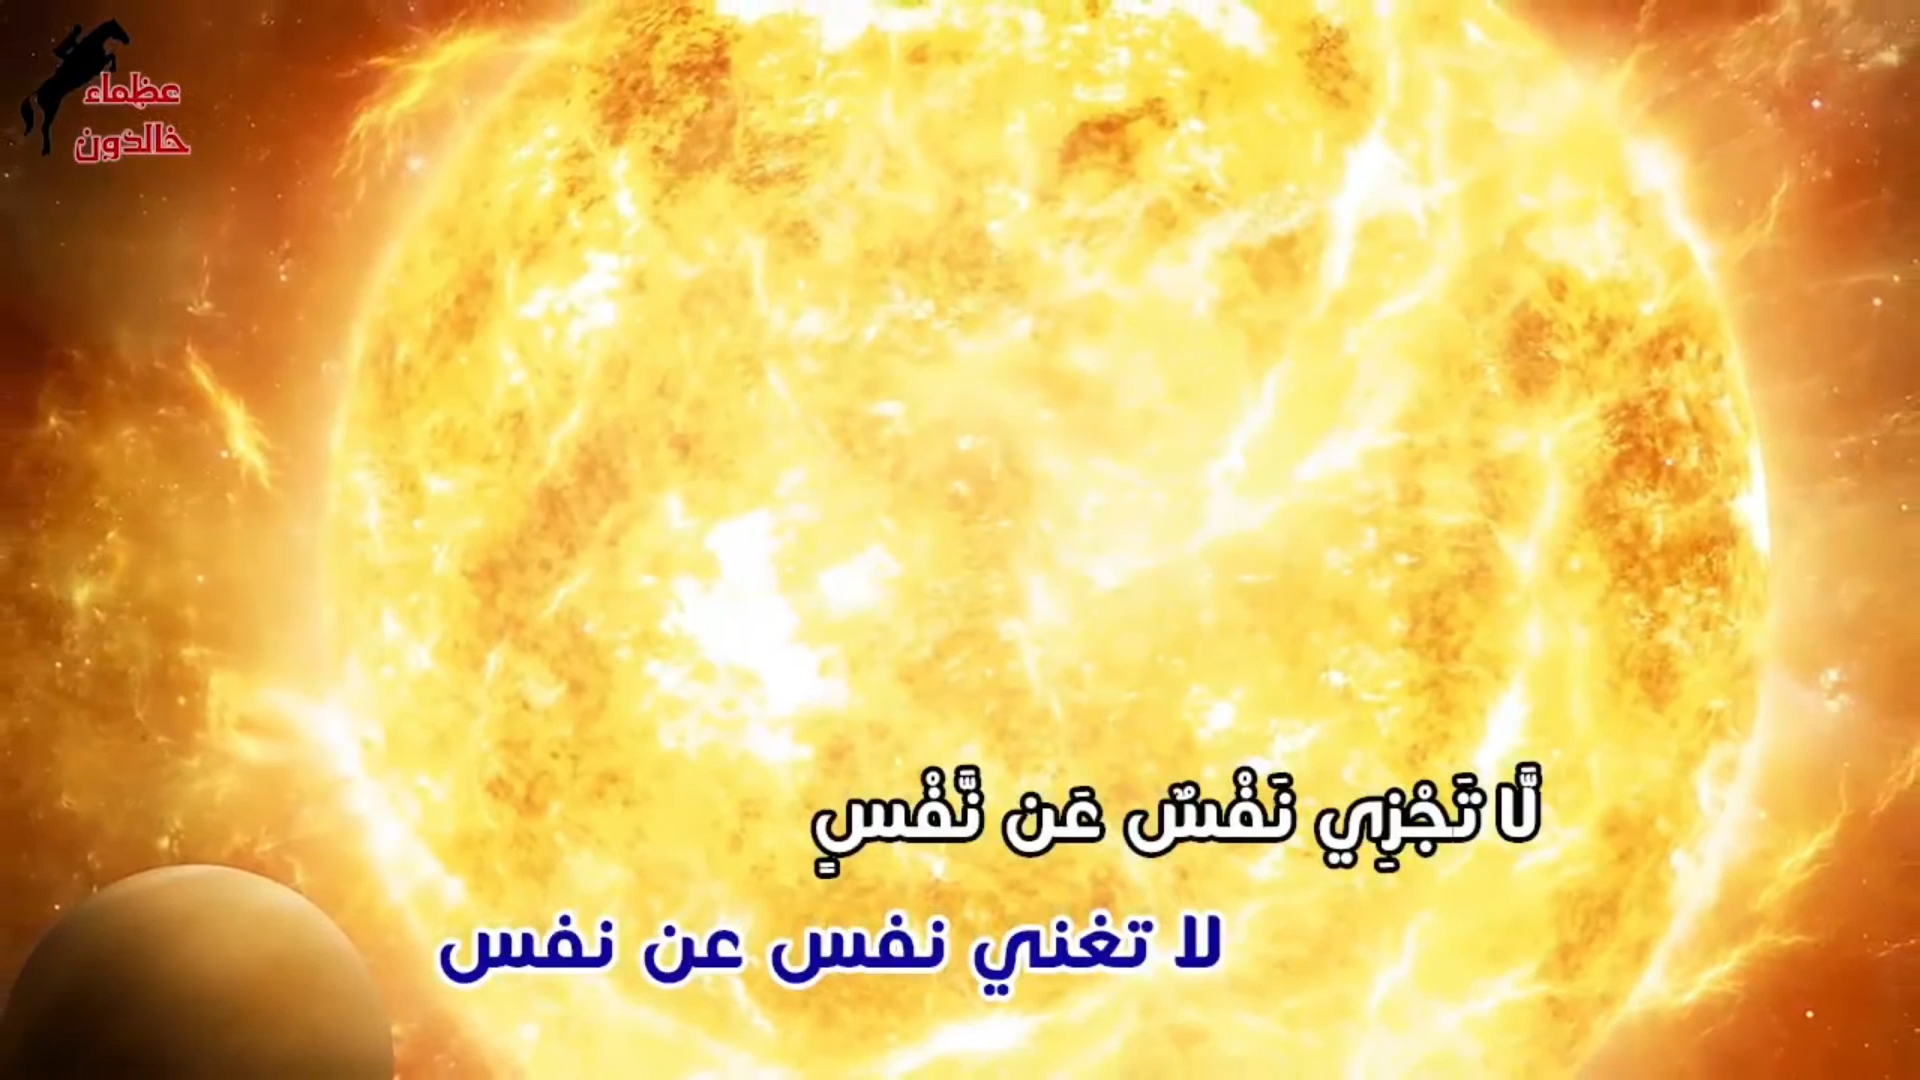 عظماء
خالدون
لَّا تَجْزِي نَفْسٌ عَن نَّفْسٍ
لا تغني نفس عن نفس